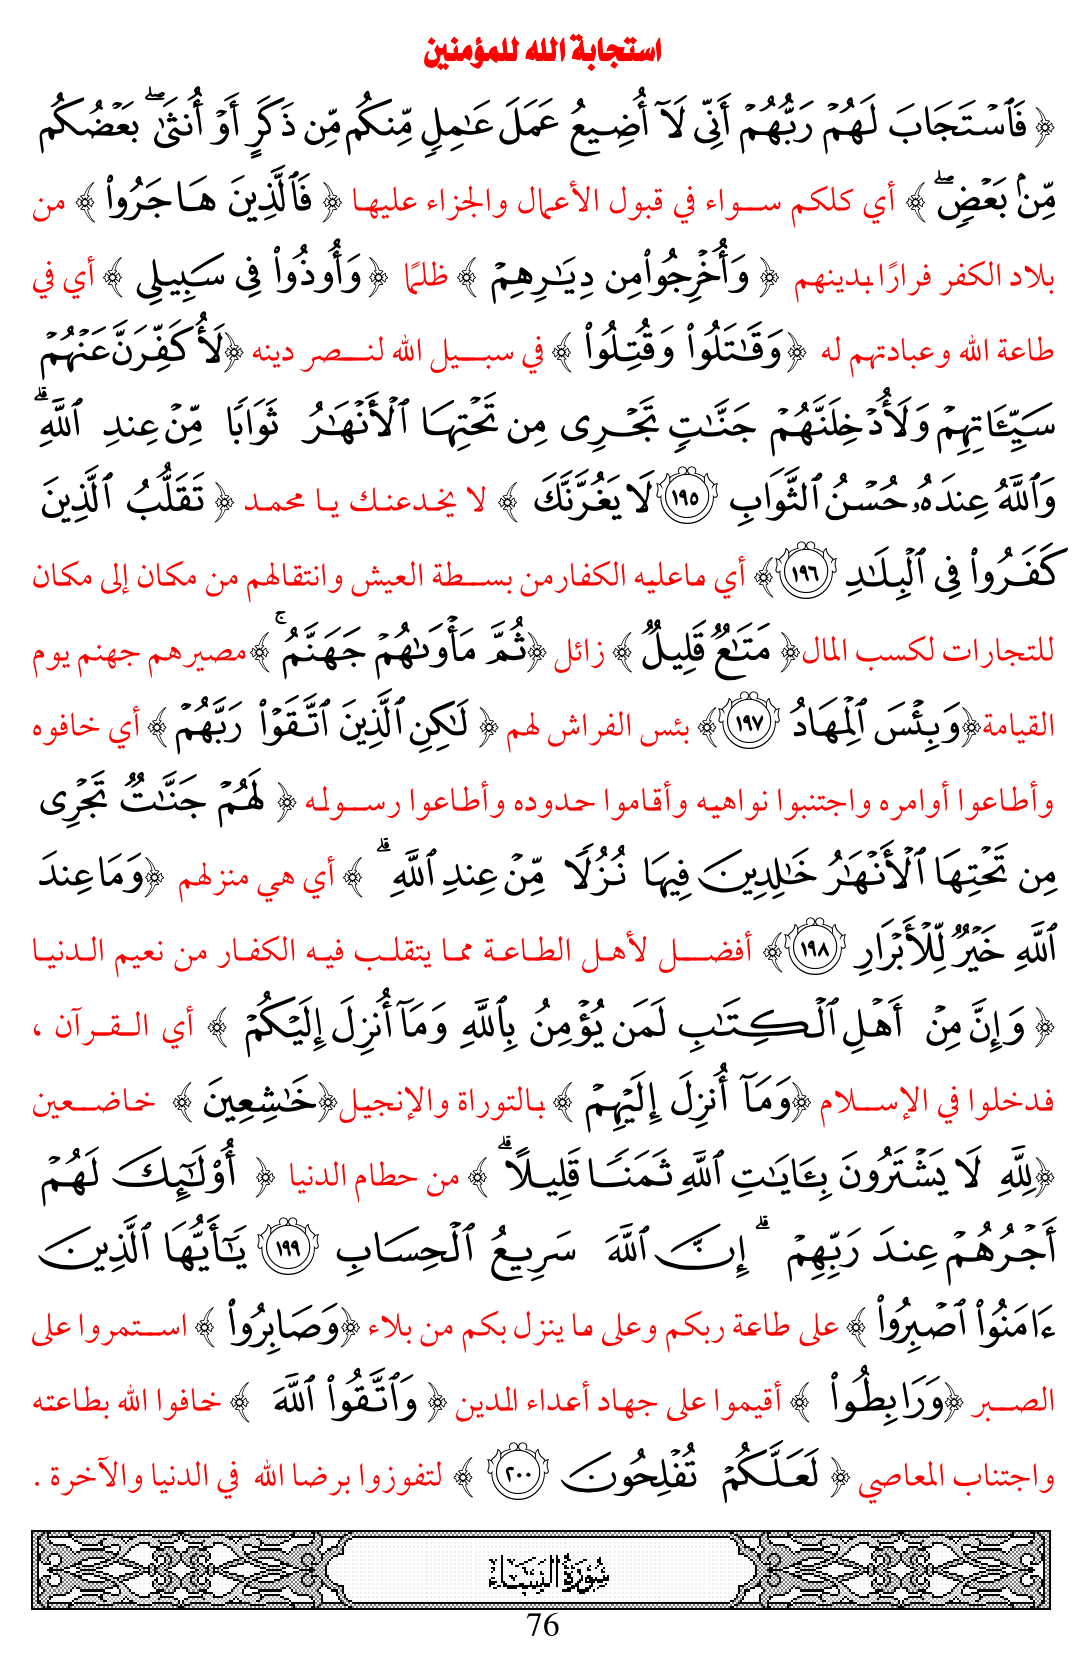 استجابة الله للمؤمنين
﴿ فَٱسۡتَجَابَ لَهُمۡ رَبُّهُمۡ أَنِّي لَآ أُضِيعُ عَمَلَ عَٰمِلٖ مِّنكُم مِّن ذَكَرٍ أَوۡ أُنثَىٰۖ بَعۡضُكُم
مِّنۢ بَعۡضٖۖ ﴾ أي كلكم سواء في قبول الأعمال والجزاء عليها ﴿ فَٱلَّذِينَ هَاجَرُواْ ﴾ من
بلاد الكفر فرارًا بدينهم ﴿ وَأُخۡرِجُواْ مِن دِيَٰرِهِمۡ ﴾ ظلمًا ﴿ وَأُوذُواْ فِي سَبِيلِي ﴾ أي في
طاعة الله وعبادتهم له ﴿ وَقَٰتَلُواْ وَقُتِلُواْ ﴾ في سبيل الله لنصر دينه ﴿لَأُكَفِّرَنَّ عَنۡهُمۡ
سَيِّـَٔاتِهِمۡ وَلَأُدۡخِلَنَّهُمۡ جَنَّٰتٖ تَجۡرِي مِن تَحۡتِهَا ٱلۡأَنۡهَٰرُ ثَوَابٗا مِّنۡ عِندِ ٱللَّهِۚ
وَٱللَّهُ عِندَهُۥ حُسۡنُ ٱلثَّوَابِ ١٩٥ لَا يَغُرَّنَّكَ ﴾ لا يخدعنك يا محمد ﴿ تَقَلُّبُ ٱلَّذِينَ
كَفَرُواْ فِي ٱلۡبِلَٰدِ ١٩٦ ﴾ أي ماعليه الكفارمن بسطة العيش وانتقالهم من مكان إلى مكان
للتجارات لكسب المال﴿ مَتَٰعٞ قَلِيلٞ ﴾ زائل ﴿ثُمَّ مَأۡوَىٰهُمۡ جَهَنَّمُۚ ﴾مصيرهم جهنم يوم
القيامة﴿وَبِئۡسَ ٱلۡمِهَادُ ١٩٧ ﴾ بئس الفراش لهم ﴿ لَٰكِنِ ٱلَّذِينَ ٱتَّقَوۡاْ رَبَّهُمۡ ﴾ أي خافوه
وأطاعوا أوامره واجتنبوا نواهيه وأقاموا حدوده وأطاعوا رسوله ﴿ لَهُمۡ جَنَّٰتٞ تَجۡرِي
مِن تَحۡتِهَا ٱلۡأَنۡهَٰرُ خَٰلِدِينَ فِيهَا نُزُلٗا مِّنۡ عِندِ ٱللَّهِۗ ﴾ أي هي منزلهم ﴿وَمَا عِندَ
ٱللَّهِ خَيۡرٞ لِّلۡأَبۡرَارِ ١٩٨ ﴾ أفضل لأهل الطاعة مما يتقلب فيه الكفار من نعيم الدنيا
﴿ وَإِنَّ مِنۡ أَهۡلِ ٱلۡكِتَٰبِ لَمَن يُؤۡمِنُ بِٱللَّهِ وَمَآ أُنزِلَ إِلَيۡكُمۡ ﴾ أي القرآن ،
فدخلوا في الإسلام ﴿وَمَآ أُنزِلَ إِلَيۡهِمۡ ﴾ بالتوراة والإنجيل﴿خَٰشِعِينَ ﴾ خاضعين
﴿لِلَّهِ لَا يَشۡتَرُونَ بِـَٔايَٰتِ ٱللَّهِ ثَمَنٗا قَلِيلًاۗ ﴾ من حطام الدنيا ﴿ أُوْلَٰٓئِكَ لَهُمۡ
أَجۡرُهُمۡ عِندَ رَبِّهِمۡۗ إِنَّ ٱللَّهَ سَرِيعُ ٱلۡحِسَابِ ١٩٩ يَٰٓأَيُّهَا ٱلَّذِينَ
ءَامَنُواْ ٱصۡبِرُواْ ﴾ على طاعة ربكم وعلى ما ينزل بكم من بلاء ﴿وَصَابِرُواْ ﴾ استمروا على
الصبر ﴿وَرَابِطُواْ ﴾ أقيموا على جهاد أعداء الدين ﴿ وَٱتَّقُواْ ٱللَّهَ ﴾ خافوا الله بطاعته
واجتناب المعاصي ﴿ لَعَلَّكُمۡ تُفۡلِحُونَ ٢٠٠ ﴾ لتفوزوا برضا الله في الدنيا والآخرة .
سُورَةُ النِّسَاءِ
76